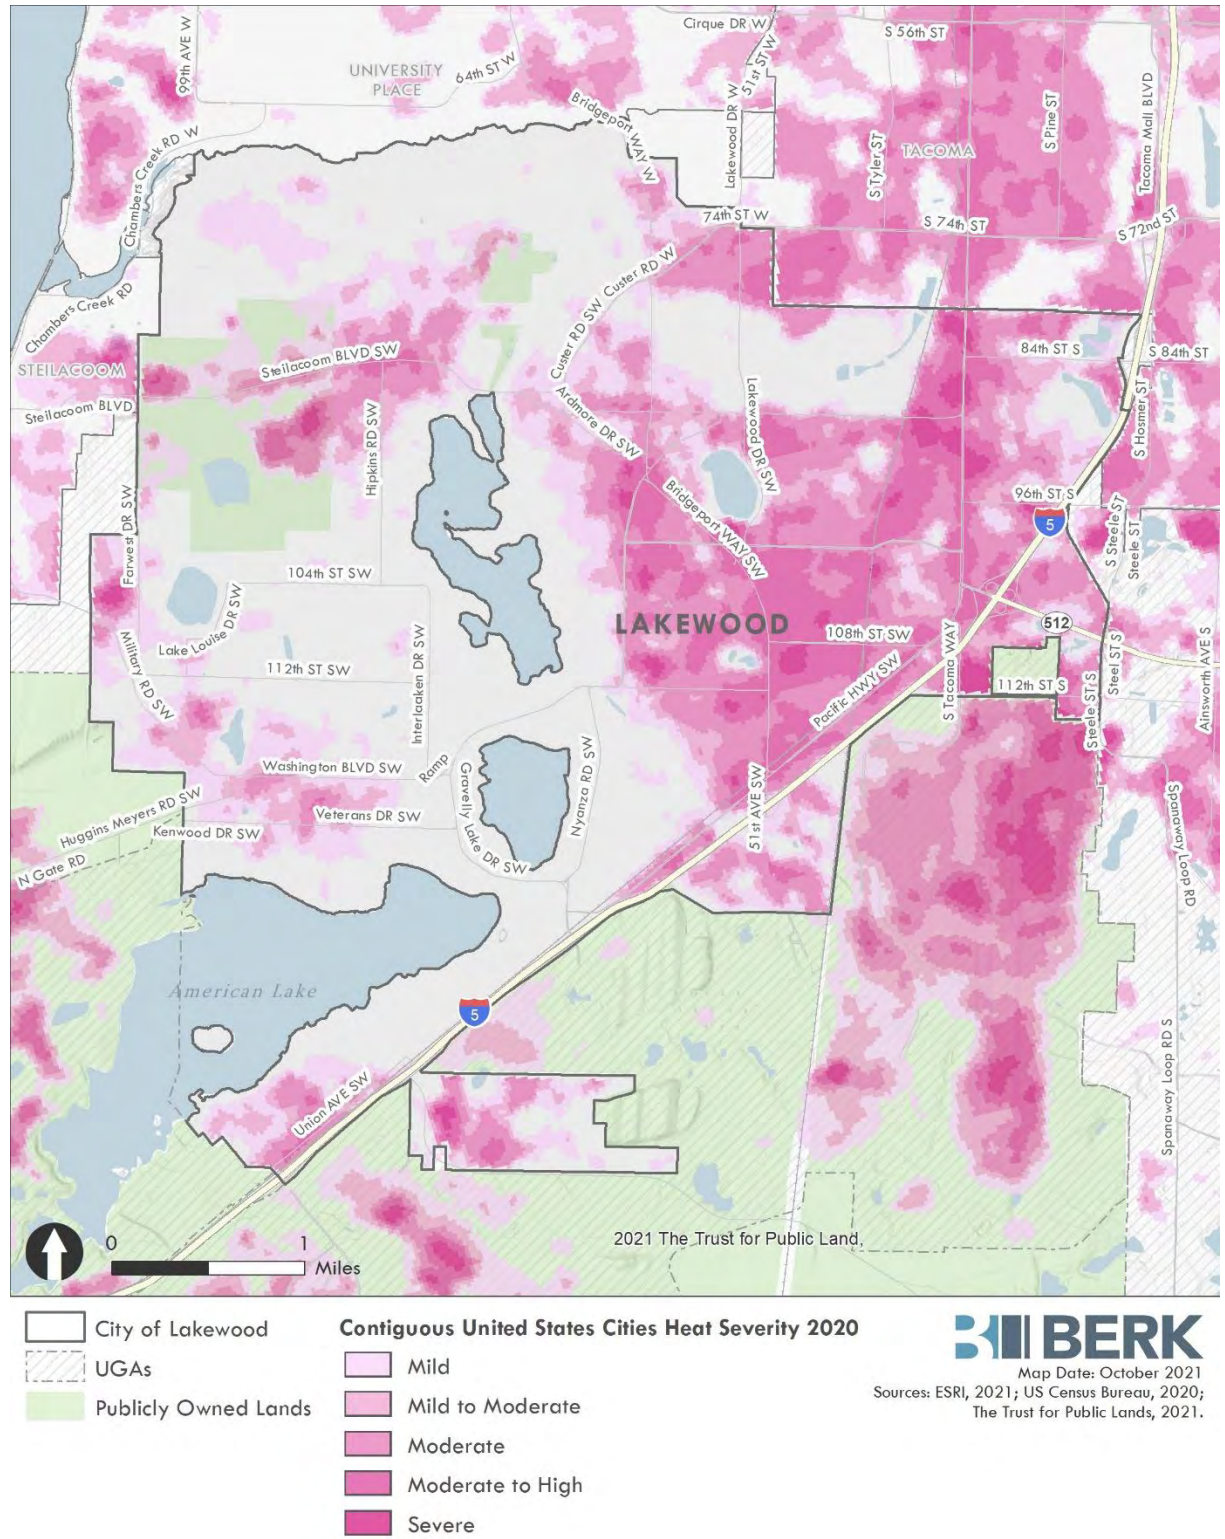 Cirque DR W
S 56th ST
99th AVE W
UNIVERSITY
PLACE
64th ST W
51st ST W
Bridgeport WAY W
Lakewood DR W
Tacoma Mall BLVD
S Pine ST
S Tyler ST
TACOMA
Chambers Creek RD W
74th ST W
S 74th ST
S 72nd ST
Chambers Creek RD
Custer RD W
Custer RD SW
84th ST S
S 84th ST
STEILACOOM
Steilacoom BLVD SW
Steilacoom BLVD
Ardmore DR SW
Lakewood DR SW
S Hosmer ST
Hipkins RD SW
Bridgeport WAY SW
96th ST S
5
S Steele ST
Steele ST
Farwest DR SW
104th ST SW
Lake Louise DR SW
LAKEWOOD
108th ST SW
512
Military RD SW
112th ST SW
Interlaaken DR SW
Pacific HWY SW
S Tacoma WAY
112th ST S
Steel ST S
Steele ST S
Ainsworth AVE S
Washington BLVD SW
Ramp
Gravelly Lake DR SW
Nyanza RD SW
51st AVE SW
Huggins Meyers RD SW
Veterans DR SW
Kenwood DR SW
N Gate RD
Spanaway Loop RD
American Lake
5
Union AVE SW
Spanaway Loop RD S
2021 The Trust for Public Land,
0 1
Miles
City of Lakewood
UGAs
Publicly Owned Lands
Contiguous United States Cities Heat Severity 2020
Mild
Mild to Moderate
Moderate
Moderate to High
Severe
BERK
Map Date: October 2021
Sources: ESRI, 2021; US Census Bureau, 2020;
The Trust for Public Lands, 2021.